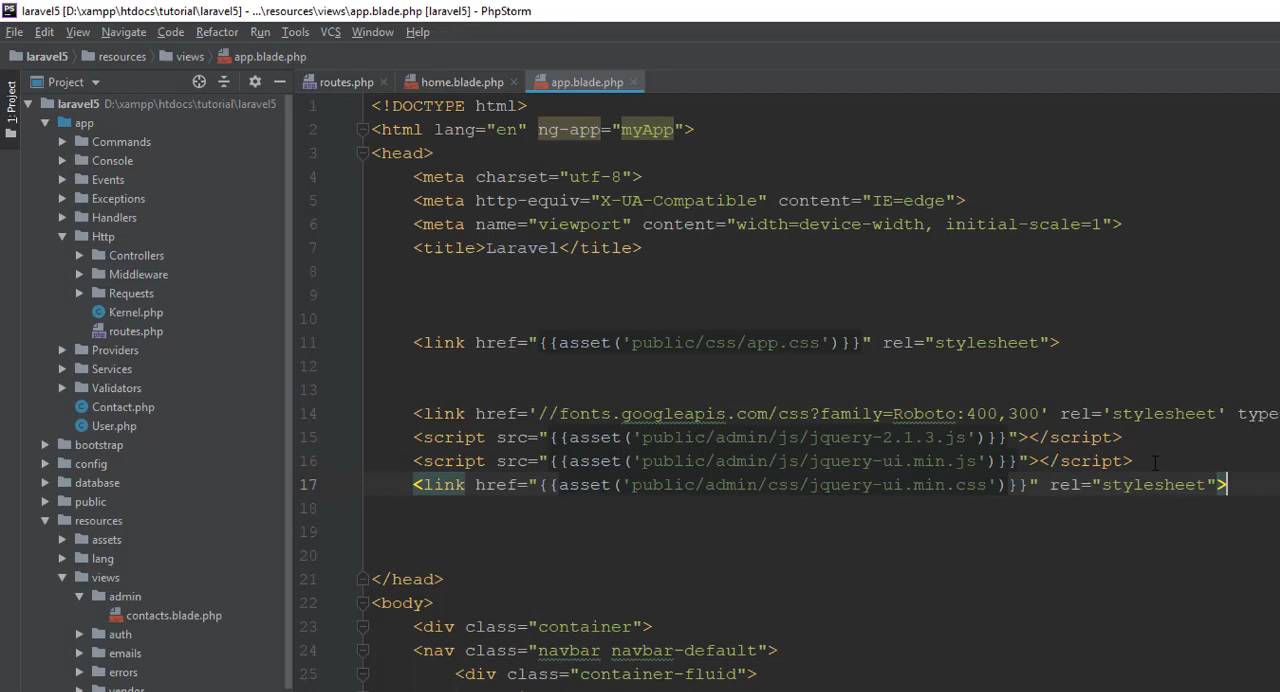 laravel5 [D:\xampp\htdocs\tutorial\laravel5] - ...\resources\views\app.blade.php [laravel5] - PhpStorm
File Edit View Navigate Code Refactor Run Tools VCS Window Help
laravel5 resources views app.blade.php
Project routes.php home.blade.php app.blade.php
1: Project
laravel5 D:\xampp\htdocs\tutorial\laravel5
app
Commands
Console
Events
Exceptions
Handlers
Http
Controllers
Middleware
Requests
Kernel.php
routes.php
Providers
Services
Validators
Contact.php
User.php
bootstrap
config
database
public
resources
assets
lang
views
admin
contacts.blade.php
auth
emails
errors
vendor
1 <!DOCTYPE html>
2 <html lang="en" ng-app="myApp">
3 <head>
4 <meta charset="utf-8">
5 <meta http-equiv="X-UA-Compatible" content="IE=edge">
6 <meta name="viewport" content="width=device-width, initial-scale=1">
7 <title>Laravel</title>
8
9
10
11 <link href="{{asset('public/css/app.css')}}" rel="stylesheet">
12
13
14 <link href='//fonts.googleapis.com/css?family=Roboto:400,300' rel='stylesheet' type
15 <script src="{{asset('public/admin/js/jquery-2.1.3.js')}}"></script>
16 <script src="{{asset('public/admin/js/jquery-ui.min.js')}}"></script>
17 <link href="{{asset('public/admin/css/jquery-ui.min.css')}}" rel="stylesheet">
18
19
20
21 </head>
22 <body>
23 <div class="container">
24 <nav class="navbar navbar-default">
25 <div class="container-fluid">